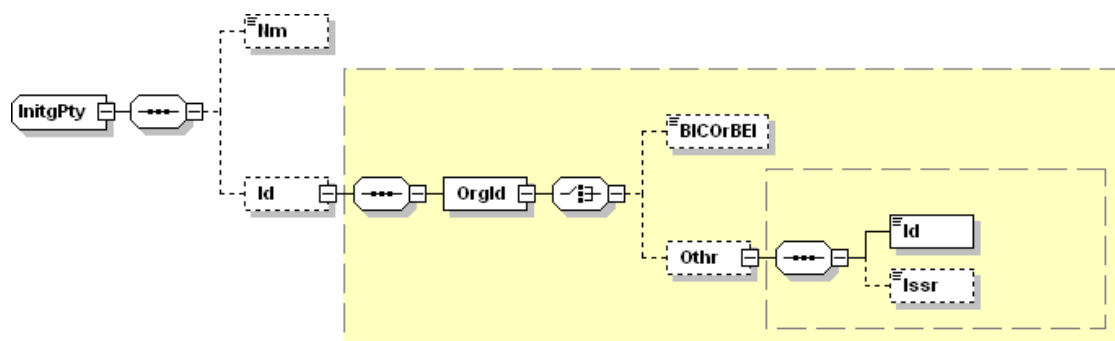 Nm
InitgPty
BICOrBEI
Id
OrgId
Id
Othr
Issr